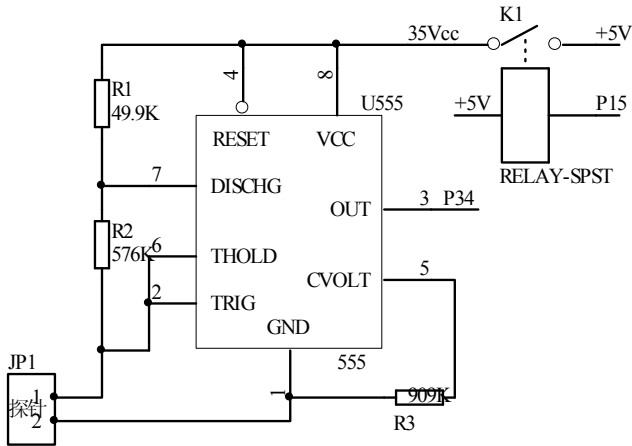 K1
35Vcc
+5V
4
8
R1
49.9K
U555
+5V
P15
RESET
VCC
RELAY-SPST
7
DISCHG
3
P34
OUT
R2
576K
6
THOLD
5
CVOLT
2
TRIG
GND
JP1
555
1
探针
2
1
909K
R3